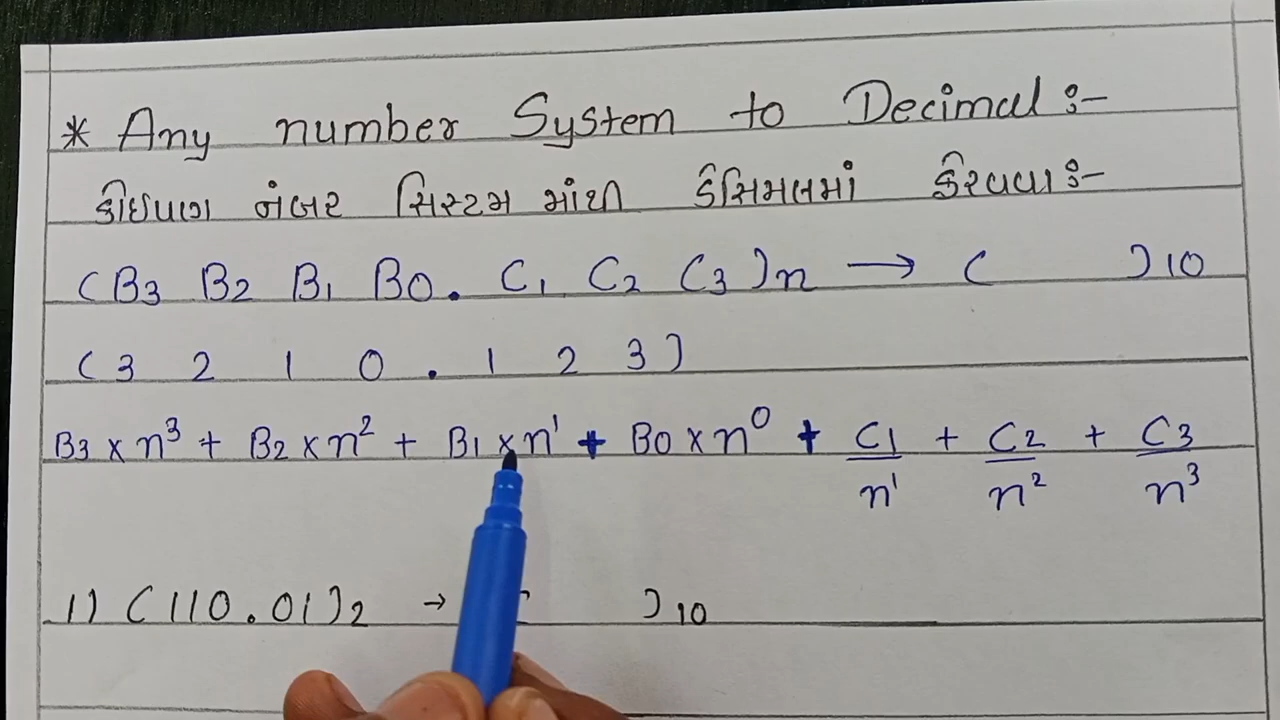 * Any number System to Decimal :-
કોઈપણ નંબર સિસ્ટમ માંથી ડેસિમલમાં ફેરવવા :-
(B3 B2 B1 B0. C1 C2 C3)n → ( )10
(3 2 1 0 . 1 2 3)
B3 × n³ + B2 × n² + B1 × n¹ + B0 × n⁰ + C1/n¹ + C2/n² + C3/n³
1) (110.01)2 → ( )10